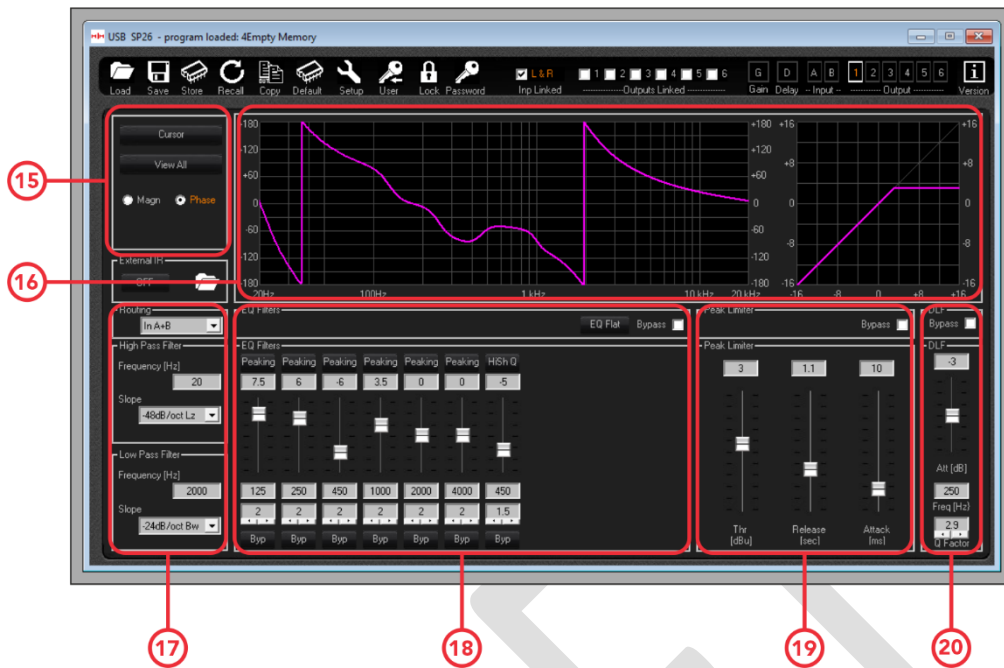 USB SP26 - program loaded: 4Empty Memory
Load Save Store Recall Copy Default Setup User Lock Password
L & R
Inp Linked
1 2 3 4 5 6
--------Outputs Linked--------
G D A B 1 2 3 4 5 6
Gain Delay -- Input -- -------- Output --------
Version
15
Cursor
View All
Magn Phase
+180 +120 +60 0 -60 -120 -180
20Hz 100Hz 1 kHz 10 kHz 20 kHz
+180 +120 +60 0 -60 -120 -180
+16 +8 0 -8 -16
-16 -8 0 +8 +16
+16 +8 0 -8 -16
16
External IR
OFF
Routing
In A+B
High Pass Filter
Frequency [Hz]
20
Slope
-48dB/oct Lz
Low Pass Filter
Frequency [Hz]
2000
Slope
-24dB/oct Bw
EQ Filters
EQ Flat Bypass
EQ Filters
Peaking Peaking Peaking Peaking Peaking Peaking HiSh Q
7.5 6 -6 3.5 0 0 -5
125 250 450 1000 2000 4000 450
2 2 2 2 2 2 1.5
Byp Byp Byp Byp Byp Byp Byp
Peak Limiter
Bypass
Peak Limiter
3 1.1 10
Thr Release Attack
[dBu] [sec] [ms]
DLF
Bypass
DLF
-3
Att [dB]
250
Freq [Hz]
2.9
Q Factor
17 18 19 20